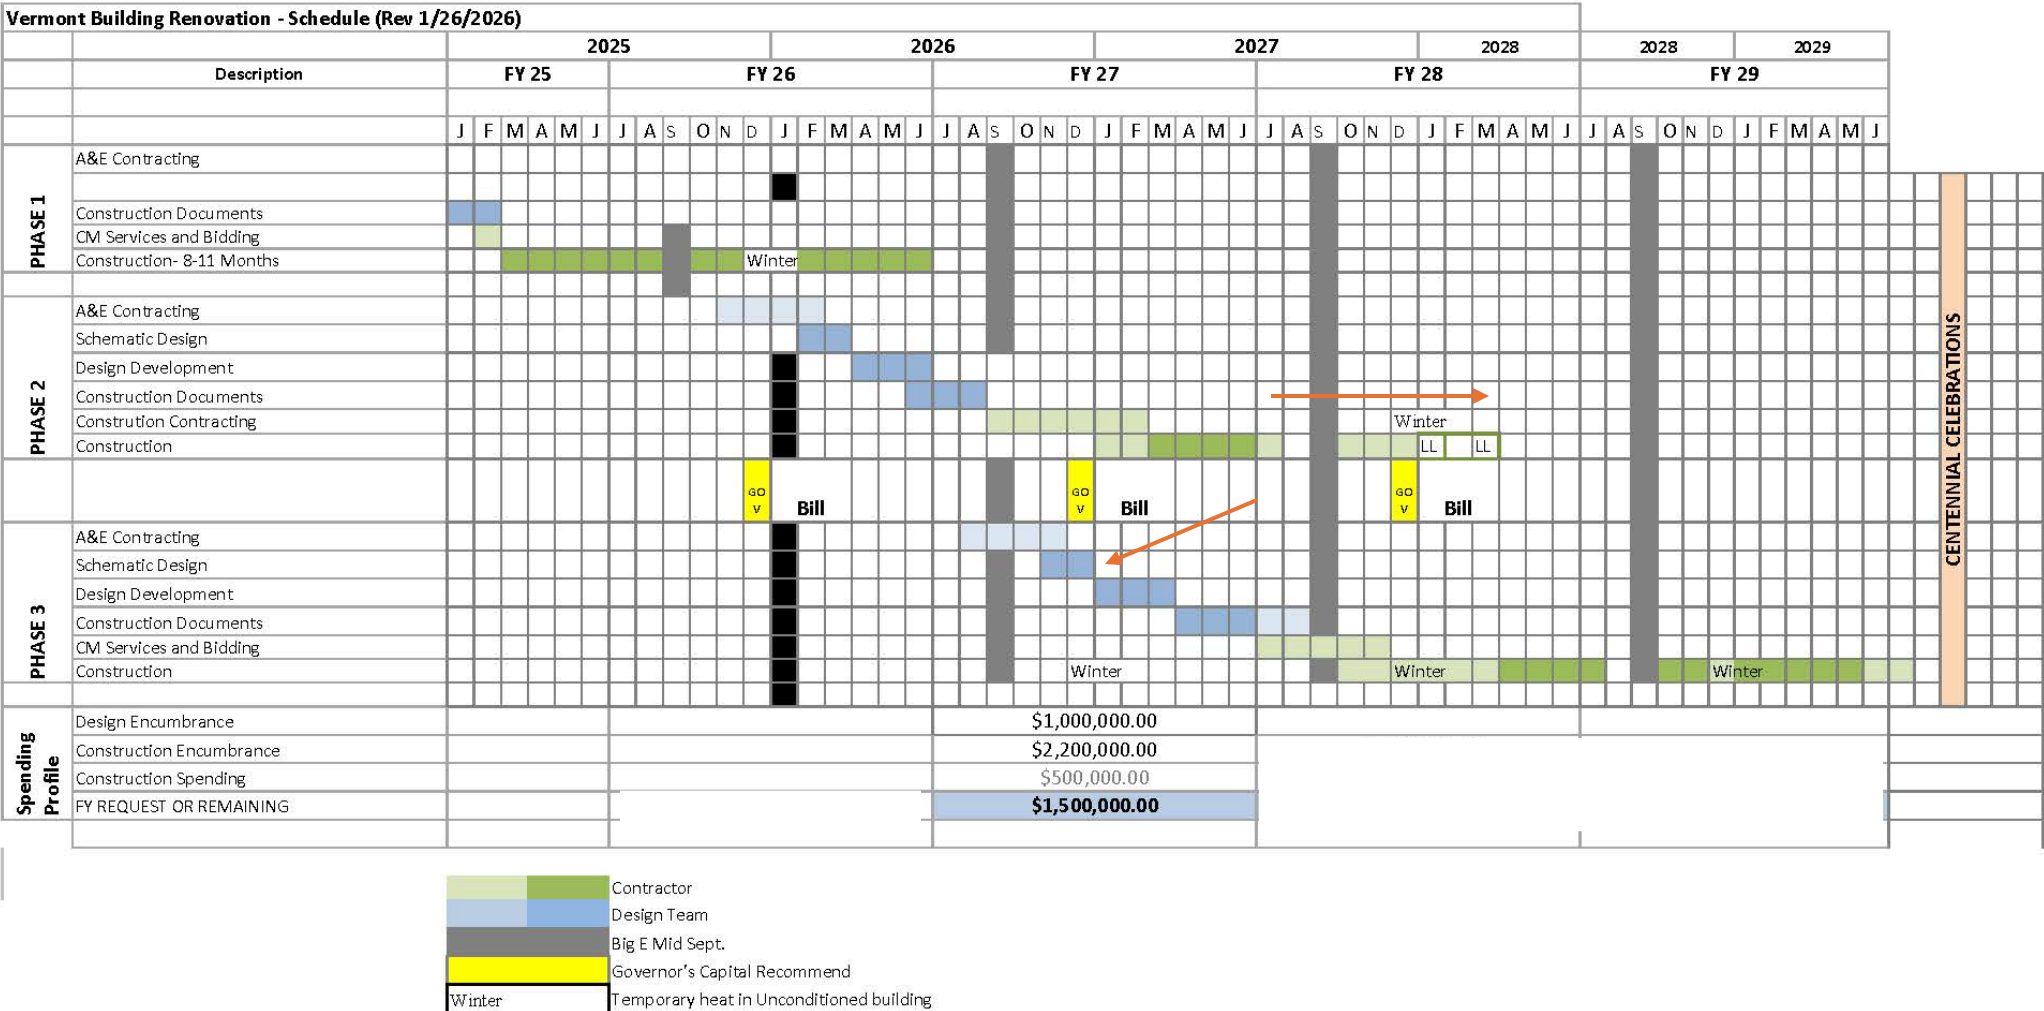 Vermont Building Renovation - Schedule (Rev 1/26/2026)
2025 2026 2027 2028 2028 2029
Description FY 25 FY 26 FY 27 FY 28 FY 29
J F M A M J J A S O N D J F M A M J J A S O N D J F M A M J J A S O N D J F M A M J J A S O N D J F M A M J
PHASE 1
A&E Contracting
Construction Documents
CM Services and Bidding
Construction- 8-11 Months Winter
PHASE 2
A&E Contracting
Schematic Design
Design Development
Construction Documents
Constrution Contracting Winter
Construction LL LL
GO V Bill GO V Bill GO V Bill
PHASE 3
A&E Contracting
Schematic Design
Design Development
Construction Documents
CM Services and Bidding
Construction Winter Winter Winter
CENTENNIAL CELEBRATIONS
Spending Profile
Design Encumbrance $1,000,000.00
Construction Encumbrance $2,200,000.00
Construction Spending $500,000.00
FY REQUEST OR REMAINING $1,500,000.00
Contractor
Design Team
Big E Mid Sept.
Governor's Capital Recommend
Winter Temporary heat in Unconditioned building